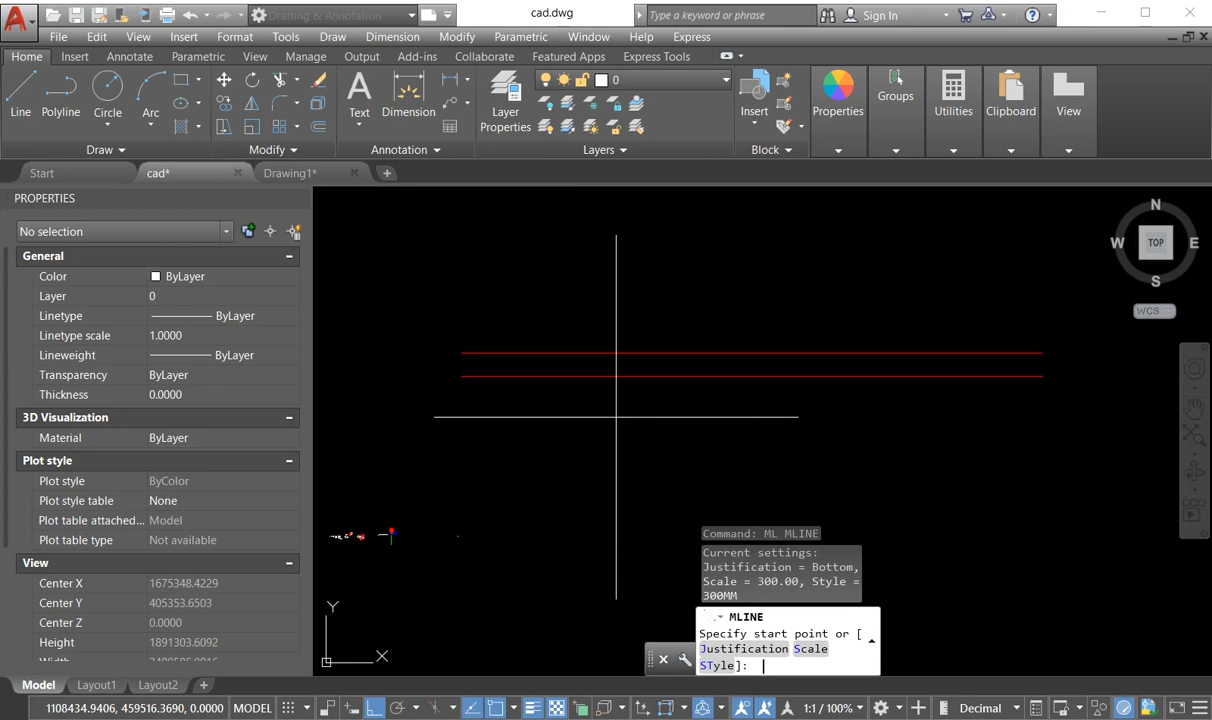 Drafting & Annotation
cad.dwg
Type a keyword or phrase
Sign In
File Edit View Insert Format Tools Draw Dimension Modify Parametric Window Help Express
Home Insert Annotate Parametric View Manage Output Add-ins Collaborate Featured Apps Express Tools
0
Line Polyline Circle Arc Text Dimension Layer Properties Insert Properties Groups Utilities Clipboard View
Draw Modify Annotation Layers Block
Start cad* Drawing1*
PROPERTIES
No selection
General
Color ByLayer
Layer 0
Linetype ByLayer
Linetype scale 1.0000
Lineweight ByLayer
Transparency ByLayer
Thickness 0.0000
3D Visualization
Material ByLayer
Plot style
Plot style ByColor
Plot style table None
Plot table attached... Model
Plot table type Not available
View
Center X 1675348.4229
Center Y 405353.6503
Center Z 0.0000
Height 1891303.6092
N
W TOP E
S
WCS
Y
X
Command: ML MLINE
Current settings:
Justification = Bottom,
Scale = 300.00, Style =
300MM
MLINE
Specify start point or [
Justification Scale
STyle]:
Model Layout1 Layout2
1108434.9406, 459516.3690, 0.0000 MODEL 1:1 / 100% Decimal